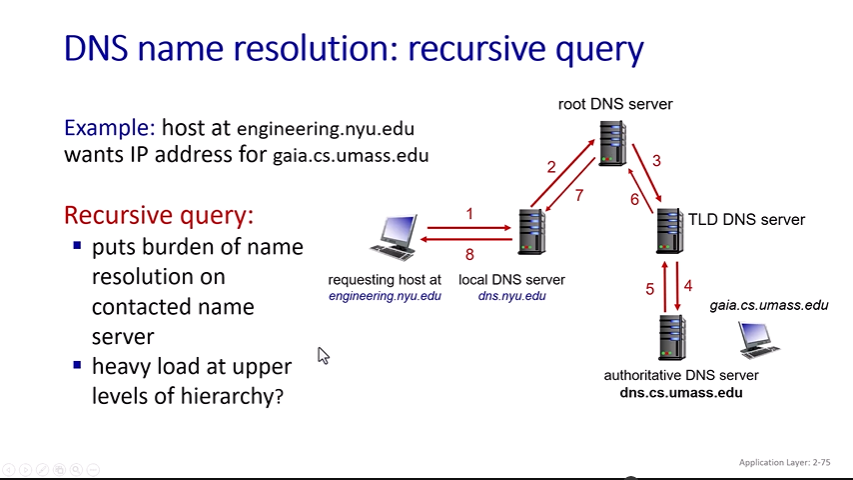 DNS name resolution: recursive query
Example: host at engineering.nyu.edu
wants IP address for gaia.cs.umass.edu
Recursive query:
puts burden of name
resolution on
contacted name
server
heavy load at upper
levels of hierarchy?
root DNS server
2
3
7
6
1
TLD DNS server
8
requesting host at
engineering.nyu.edu
local DNS server
dns.nyu.edu
5
4
gaia.cs.umass.edu
authoritative DNS server
dns.cs.umass.edu
Application Layer: 2-75